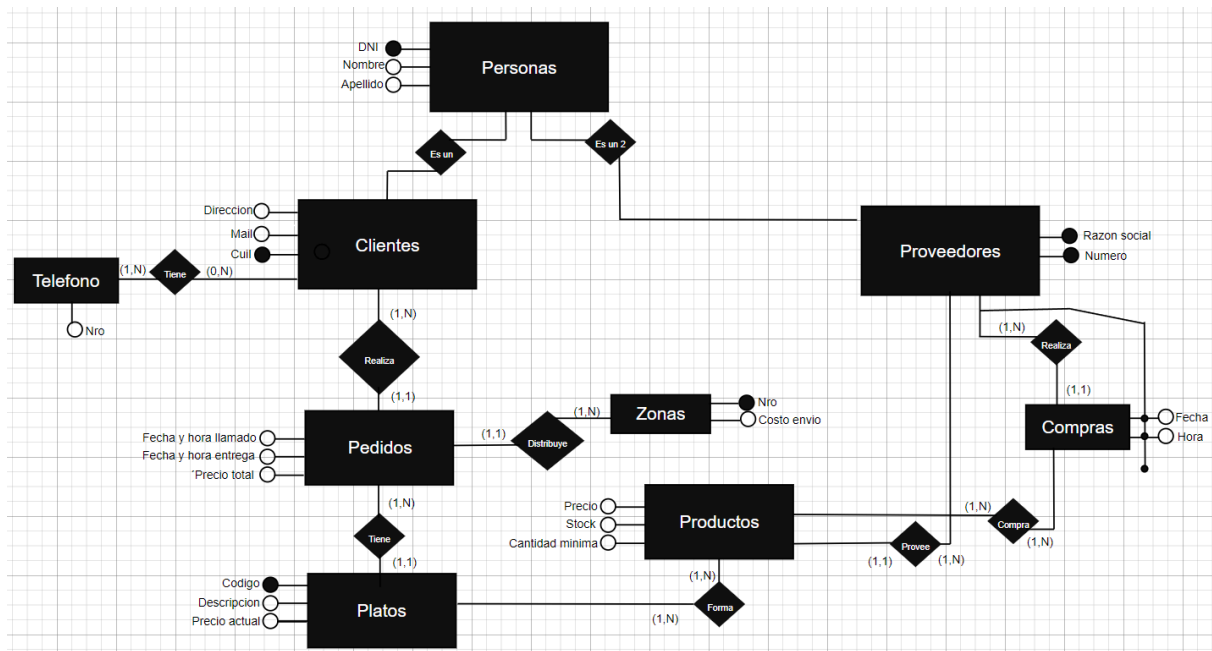 DNI
Nombre
Apellido
Personas
Es un
Es un 2
Direccion
Mail
Cuil
Clientes
Proveedores
Razon social
Numero
Telefono
(1,N)
Tiene
(0,N)
Nro
(1,N)
Realiza
(1,1)
(1,N)
Realiza
(1,1)
Compras
Fecha
Hora
Zonas
Nro
Costo envio
(1,N)
Distribuye
(1,1)
Fecha y hora llamado
Fecha y hora entrega
´Precio total
Pedidos
(1,N)
Tiene
(1,1)
Precio
Stock
Cantidad minima
Productos
(1,N)
Compra
(1,N)
(1,1)
Provee
(1,N)
(1,N)
Forma
(1,N)
Codigo
Descripcion
Precio actual
Platos